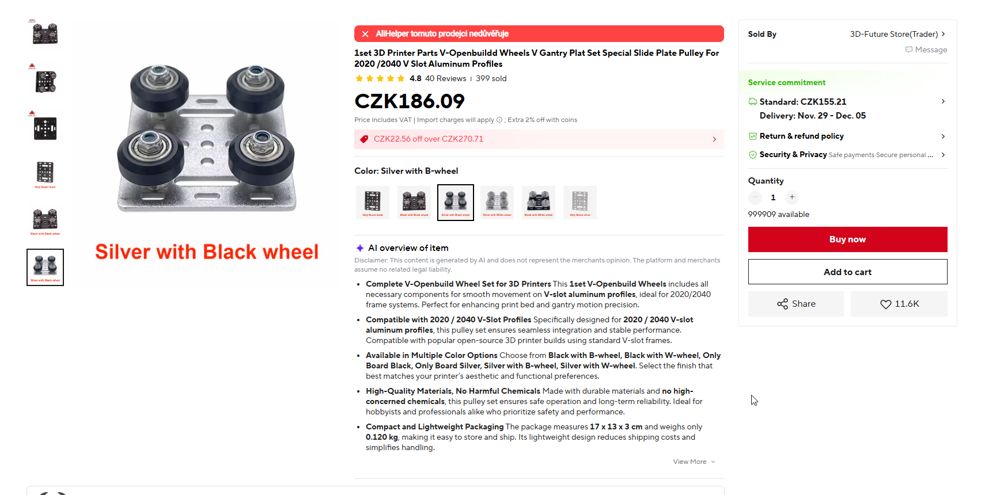 AliHelper tomuto prodejci nedůvěřuje
1set 3D Printer Parts V-Openbuildd Wheels V Gantry Plat Set Special Slide Plate Pulley For
2020 /2040 V Slot Aluminum Profiles
4.8 40 Reviews | 399 sold
CZK186.09
Price includes VAT | Import charges will apply ; Extra 2% off with coins
CZK22.56 off over CZK270.71
Color: Silver with B-wheel
Silver with Black wheel
AI overview of item
Disclaimer: This content is generated by AI and does not represent the merchants opinion. The platform and merchants
assume no related legal liability.
• Complete V-Openbuild Wheel Set for 3D Printers This 1set V-Openbuild Wheels includes all
necessary components for smooth movement on V-slot aluminum profiles, ideal for 2020/2040
frame systems. Perfect for enhancing print bed and gantry motion precision.
• Compatible with 2020 / 2040 V-Slot Profiles Specifically designed for 2020 / 2040 V-slot
aluminum profiles, this pulley set ensures seamless integration and stable performance.
Compatible with popular open-source 3D printer builds using standard V-slot frames.
• Available in Multiple Color Options Choose from Black with B-wheel, Black with W-wheel, Only
Board Black, Only Board Silver, Silver with B-wheel, Silver with W-wheel. Select the finish that
best matches your printer's aesthetic and functional preferences.
• High-Quality Materials, No Harmful Chemicals Made with durable materials and no high-
concerned chemicals, this pulley set ensures safe operation and long-term reliability. Ideal for
hobbyists and professionals alike who prioritize safety and performance.
• Compact and Lightweight Packaging The package measures 17 x 13 x 3 cm and weighs only
0.120 kg, making it easy to store and ship. Its lightweight design reduces shipping costs and
simplifies handling.
View More
Sold By 3D-Future Store(Trader)
Message
Service commitment
Standard: CZK155.21
Delivery: Nov. 29 - Dec. 05
Return & refund policy
Security & Privacy Safe payments·Secure personal ...
Quantity
1
999909 available
Buy now
Add to cart
Share
11.6K